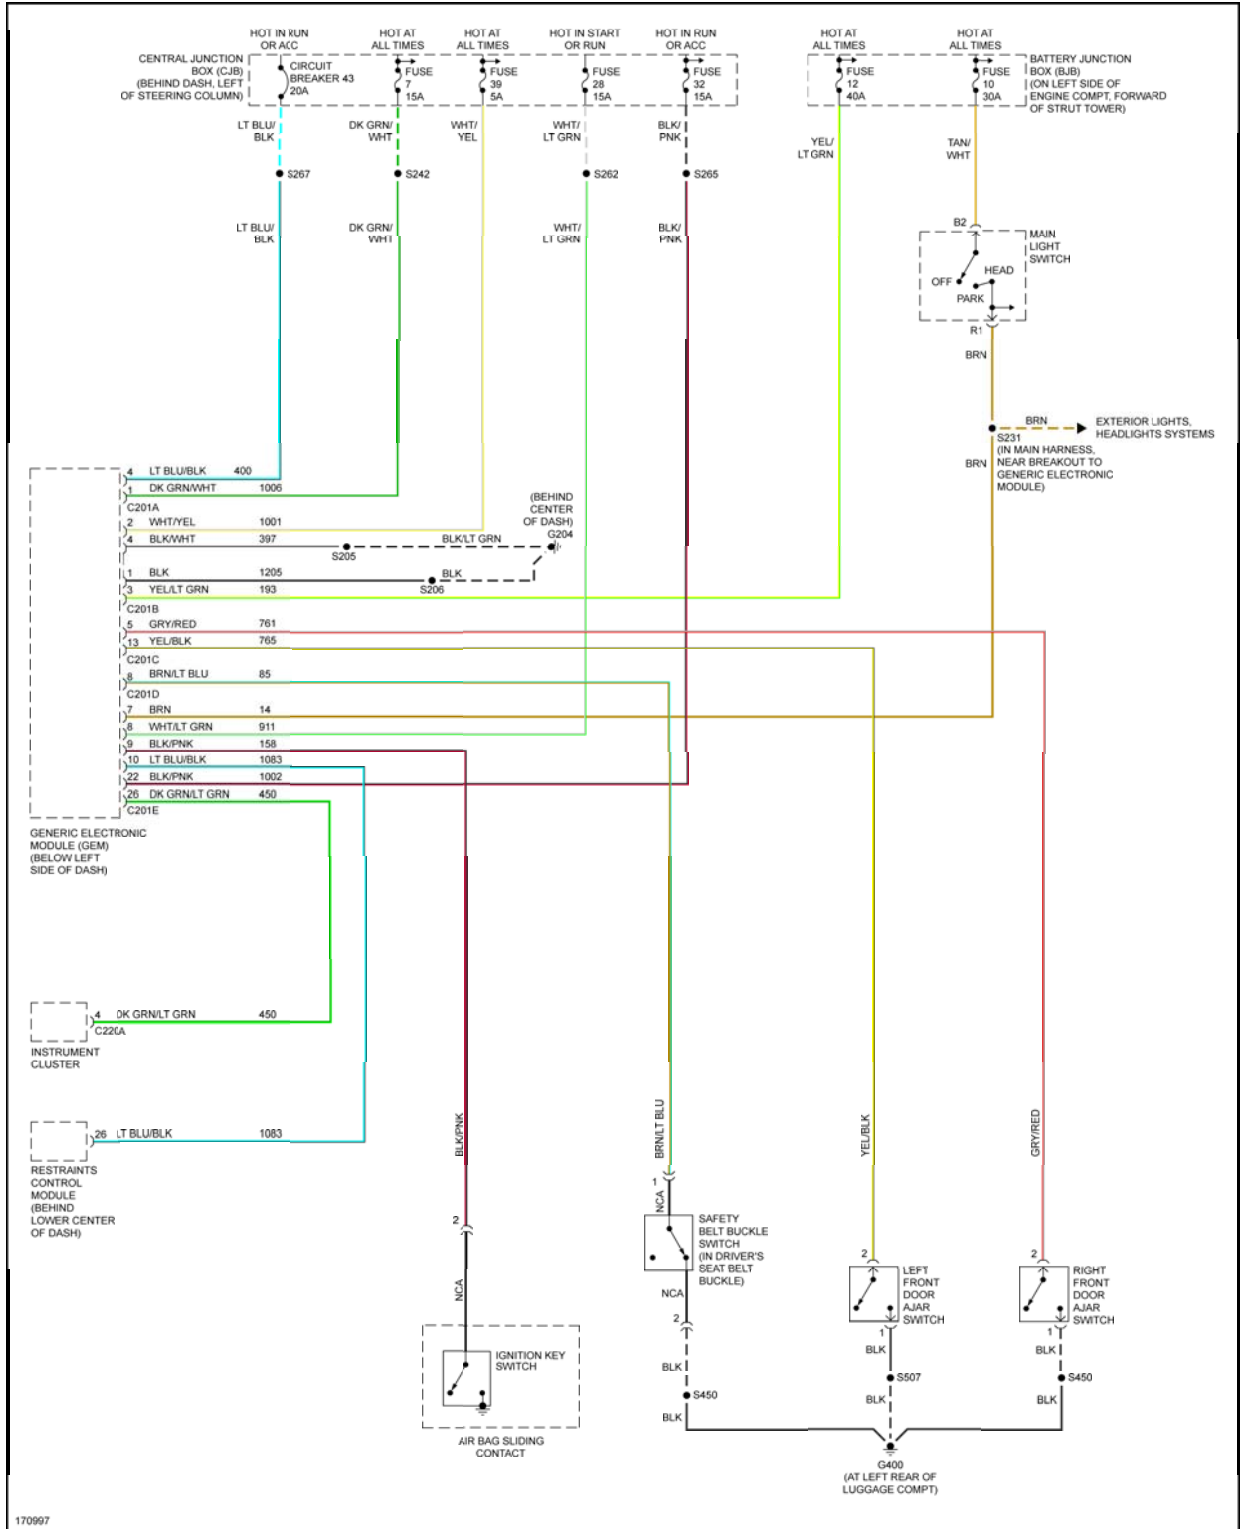 HOT IN RUN
OR ACC
HOT AT
ALL TIMES
HOT AT
ALL TIMES
HOT IN START
OR RUN
HOT IN RUN
OR ACC
HOT AT
ALL TIMES
HOT AT
ALL TIMES
CENTRAL JUNCTION
BOX (CJB)
(BEHIND DASH, LEFT
OF STEERING COLUMN)
CIRCUIT
BREAKER 43
20A
FUSE
7
15A
FUSE
39
5A
FUSE
28
15A
FUSE
32
15A
FUSE
12
40A
FUSE
10
30A
BATTERY JUNCTION
BOX (BJB)
(ON LEFT SIDE OF
ENGINE COMPT, FORWARD
OF STRUT TOWER)
LT BLU/
BLK
DK GRN/
WHT
WHT/
YEL
WHT/
LT GRN
BLK/
PNK
YEL/
LT GRN
TAN/
WHT
S267
S242
S262
S265
LT BLU/
BLK
DK GRN/
WHT
WHT/
LT GRN
BLK/
PNK
B2
MAIN
LIGHT
SWITCH
OFF
HEAD
PARK
R1
BRN
BRN
EXTERIOR LIGHTS,
HEADLIGHTS SYSTEMS
S231
(IN MAIN HARNESS,
NEAR BREAKOUT TO
GENERIC ELECTRONIC
MODULE)
BRN
4 LT BLU/BLK 400
1 DK GRN/WHT 1006
C201A
2 WHT/YEL 1001
4 BLK/WHT 397
S205
BLK/LT GRN
(BEHIND
CENTER
OF DASH)
G204
1 BLK 1205
S206
BLK
3 YEL/LT GRN 193
C201B
5 GRY/RED 761
13 YEL/BLK 765
C201C
8 BRN/LT BLU 85
C201D
7 BRN 14
8 WHT/LT GRN 911
9 BLK/PNK 158
10 LT BLU/BLK 1083
22 BLK/PNK 1002
26 DK GRN/LT GRN 450
C201E
GENERIC ELECTRONIC
MODULE (GEM)
(BELOW LEFT
SIDE OF DASH)
4 DK GRN/LT GRN 450
C220A
INSTRUMENT
CLUSTER
26 LT BLU/BLK 1083
RESTRAINTS
CONTROL
MODULE
(BEHIND
LOWER CENTER
OF DASH)
BLK/PNK
2
NCA
IGNITION KEY
SWITCH
AIR BAG SLIDING
CONTACT
BRN/LT BLU
1
NCA
SAFETY
BELT BUCKLE
SWITCH
(IN DRIVER'S
SEAT BELT
BUCKLE)
NCA
2
BLK
S450
BLK
YEL/BLK
2
LEFT
FRONT
DOOR
AJAR
SWITCH
1
BLK
S507
BLK
GRY/RED
2
RIGHT
FRONT
DOOR
AJAR
SWITCH
1
BLK
S450
BLK
G400
(AT LEFT REAR OF
LUGGAGE COMPT)
170997